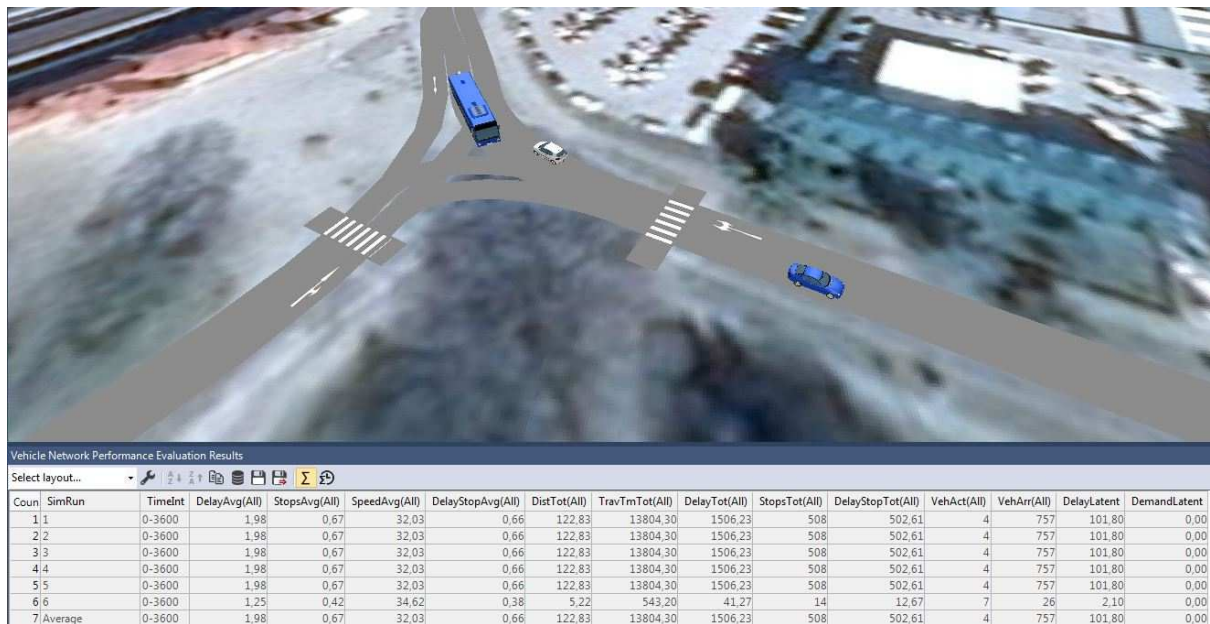 Vehicle Network Performance Evaluation Results
Select layout...
Coun SimRun TimeInt DelayAvg(All) StopsAvg(All) SpeedAvg(All) DelayStopAvg(All) DistTot(All) TravTmTot(All) DelayTot(All) StopsTot(All) DelayStopTot(All) VehAct(All) VehArr(All) DelayLatent DemandLatent
1 1 0-3600 1,98 0,67 32,03 0,66 122,83 13804,30 1506,23 508 502,61 4 757 101,80 0,00
2 2 0-3600 1,98 0,67 32,03 0,66 122,83 13804,30 1506,23 508 502,61 4 757 101,80 0,00
3 3 0-3600 1,98 0,67 32,03 0,66 122,83 13804,30 1506,23 508 502,61 4 757 101,80 0,00
4 4 0-3600 1,98 0,67 32,03 0,66 122,83 13804,30 1506,23 508 502,61 4 757 101,80 0,00
5 5 0-3600 1,98 0,67 32,03 0,66 122,83 13804,30 1506,23 508 502,61 4 757 101,80 0,00
6 6 0-3600 1,25 0,42 34,62 0,38 5,22 543,20 41,27 14 12,67 7 26 2,10 0,00
7 Average 0-3600 1,98 0,67 32,03 0,66 122,83 13804,30 1506,23 508 502,61 4 757 101,80 0,00